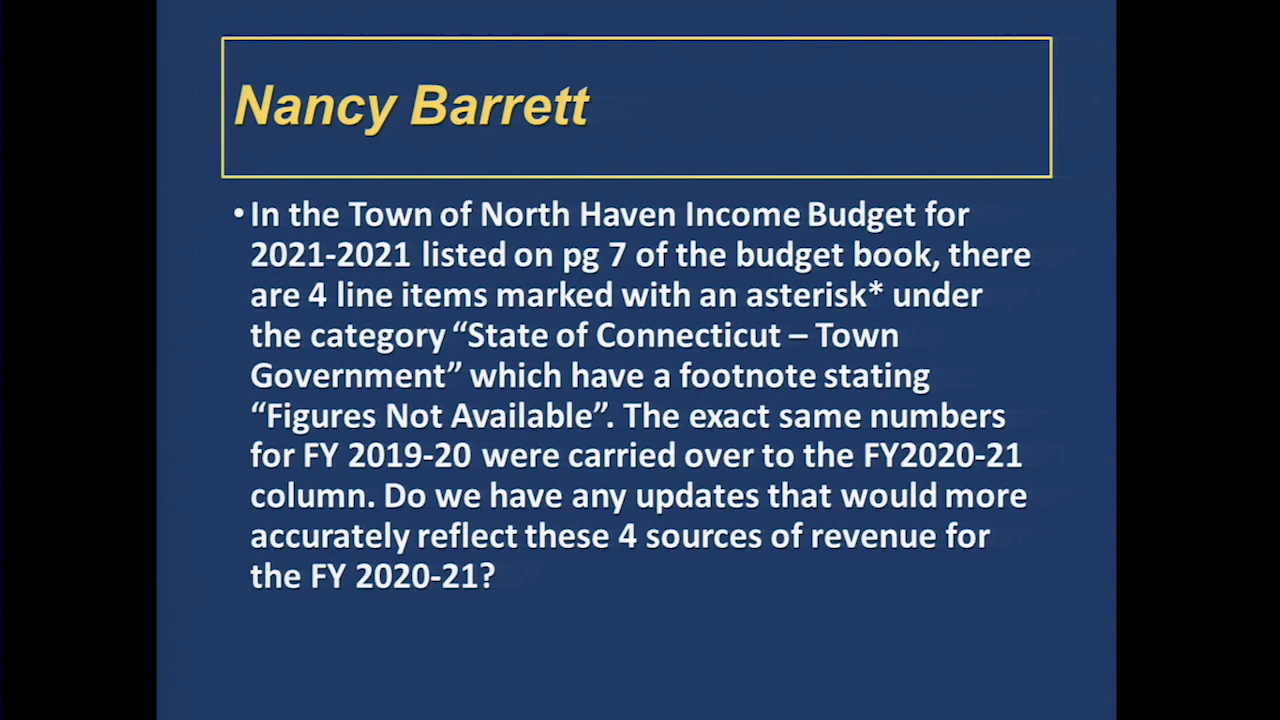 Nancy Barrett
• In the Town of North Haven Income Budget for
2021-2021 listed on pg 7 of the budget book, there
are 4 line items marked with an asterisk* under
the category “State of Connecticut – Town
Government” which have a footnote stating
“Figures Not Available”. The exact same numbers
for FY 2019-20 were carried over to the FY2020-21
column. Do we have any updates that would more
accurately reflect these 4 sources of revenue for
the FY 2020-21?